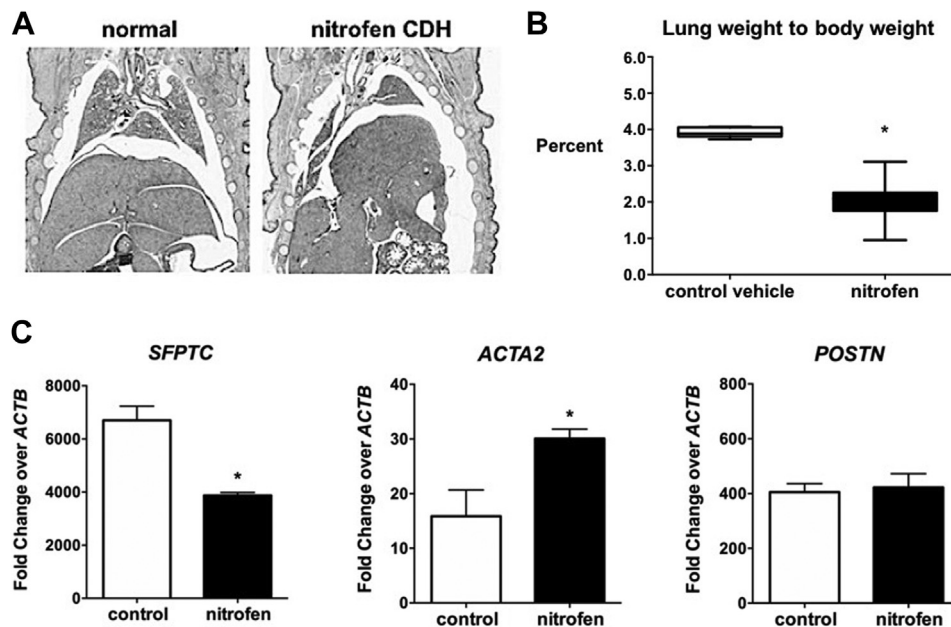 A
normal
nitrofen CDH
B
Lung weight to body weight
Percent
6.0
5.0
4.0
3.0
2.0
1.0
0.0
*
control vehicle
nitrofen
C
SFPTC
Fold Change over ACTB
8000
6000
4000
2000
0
*
control
nitrofen
ACTA2
Fold Change over ACTB
40
30
20
10
0
*
control
nitrofen
POSTN
Fold Change over ACTB
800
600
400
200
0
control
nitrofen